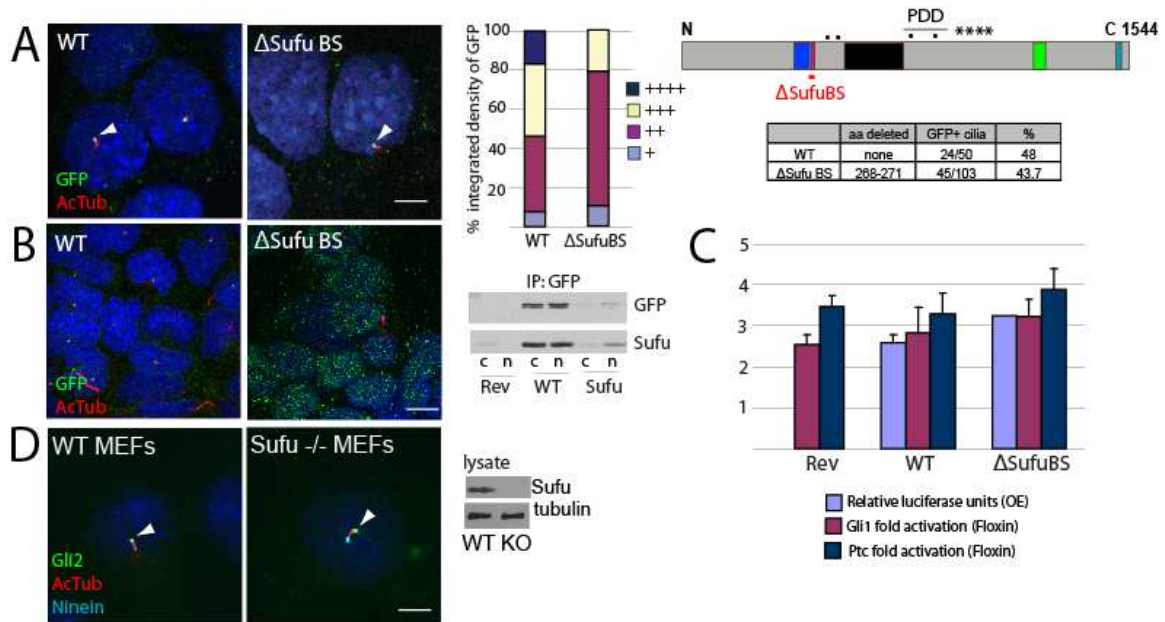 A
WT
ΔSufu BS
GFP
AcTub
% integrated density of GFP
100
80
60
40
20
WT ΔSufuBS
++++
+++
++
+
PDD
N
****
C 1544
ΔSufuBS
aa deleted GFP+ cilia %
WT none 24/50 48
ΔSufu BS 268-271 45/103 43.7
B
WT
ΔSufu BS
GFP
AcTub
IP: GFP
GFP
Sufu
c n c n c n
Rev WT Sufu
C
5
4
3
2
1
Rev WT ΔSufuBS
Relative luciferase units (OE)
Gli1 fold activation (Floxin)
Ptc fold activation (Floxin)
D
WT MEFs
Sufu -/- MEFs
Gli2
AcTub
Ninein
lysate
Sufu
tubulin
WT KO